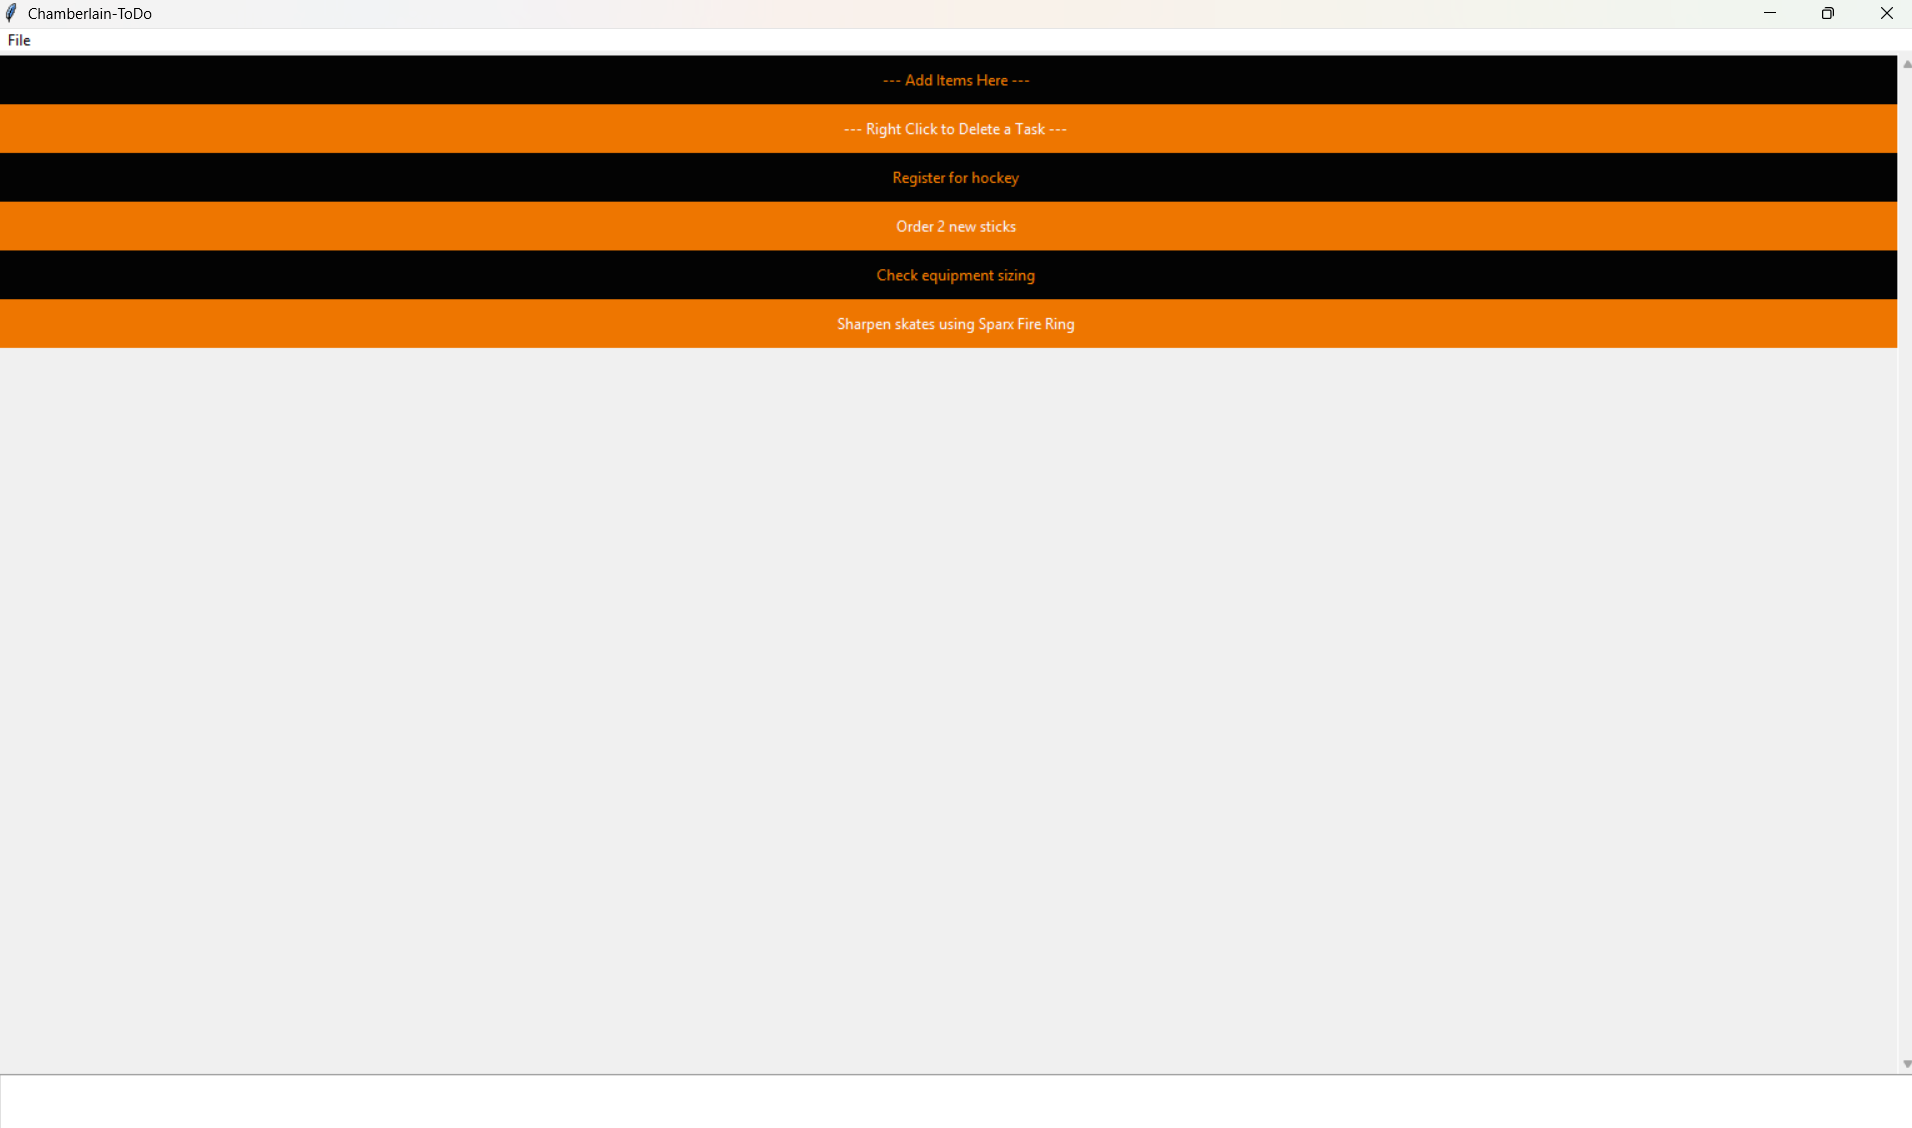 Chamberlain-ToDo
File
--- Add Items Here ---
--- Right Click to Delete a Task ---
Register for hockey
Order 2 new sticks
Check equipment sizing
Sharpen skates using Sparx Fire Ring